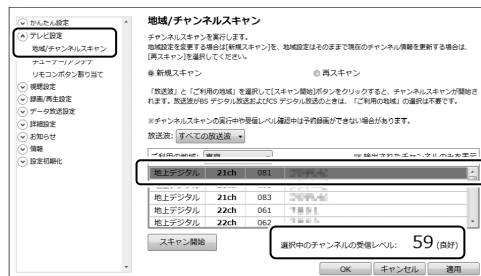 かんたん設定
テレビ設定
地域/チャンネルスキャン
チューナー/アンテナ
リモコンボタン割り当て
視聴設定
録画/再生設定
データ放送設定
詳細設定
お知らせ
情報
設定初期化
地域/チャンネルスキャン
チャンネルスキャンを実行します。
地域設定を変更する場合は[新規スキャン]を、地域設定はそのままで現在のチャンネル情報を更新する場合は、
[再スキャン]を選択してください。
新規スキャン 再スキャン
「放送波」と「ご利用の地域」を選択して[スキャン開始]ボタンをクリックすると、チャンネルスキャンが開始さ
れます。放送波がBS デジタル放送およびCS デジタル放送のときは、「ご利用の地域」の選択は不要です。
※チャンネルスキャンの実行中や受信レベル確認中は予約録画ができない場合があります。
放送波: すべての放送波
ご利用の地域: 東京 検出されたチャンネルのみを表示
地上デジタル 21ch 081
地上デジタル 21ch 083
地上デジタル 22ch 061
地上デジタル 22ch 062
スキャン開始
選択中のチャンネルの受信レベル: 59 (良好)
OK キャンセル 適用